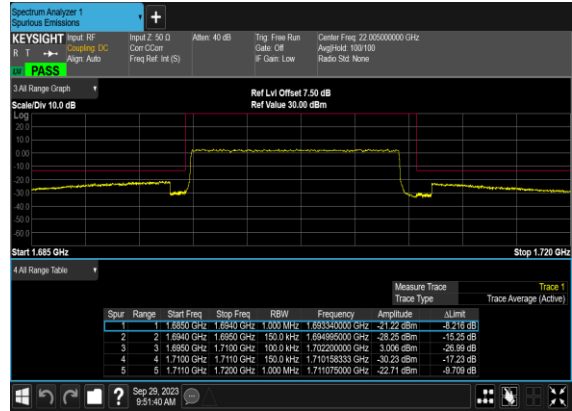 Spectrum Analyzer 1
Spurious Emissions
+
KEYSIGHT Input: RF Input Z: 50 Ω Atten: 40 dB Trig: Free Run Center Freq: 22.005000000 GHz
R T Coupling: DC Corr CCorr Gate: Off Avg|Hold: 100/100
Align: Auto Freq Ref: Int (S) IF Gain: Low Radio Std: None
LM PASS
3 All Range Graph
Ref Lvl Offset 7.50 dB
Scale/Div 10.0 dB Ref Value 30.00 dBm
Log
20.0
10.0
0.00
-10.0
-20.0
-30.0
-40.0
-50.0
-60.0
Start 1.685 GHz Stop 1.720 GHz
4 All Range Table
Measure Trace Trace 1
Trace Type Trace Average (Active)
Spur Range Start Freq Stop Freq RBW Frequency Amplitude ΔLimit
1 1 1.6850 GHz 1.6940 GHz 1.000 MHz 1.693340000 GHz -21.22 dBm -8.216 dB
2 2 1.6940 GHz 1.6950 GHz 150.0 kHz 1.694995000 GHz -28.25 dBm -15.25 dB
3 3 1.6950 GHz 1.7100 GHz 100.0 kHz 1.702200000 GHz 3.006 dBm -26.99 dB
4 4 1.7100 GHz 1.7110 GHz 150.0 kHz 1.710158333 GHz -30.23 dBm -17.23 dB
5 5 1.7110 GHz 1.7200 GHz 1.000 MHz 1.711075000 GHz -22.71 dBm -9.709 dB
? Sep 29, 2023
9:51:40 AM